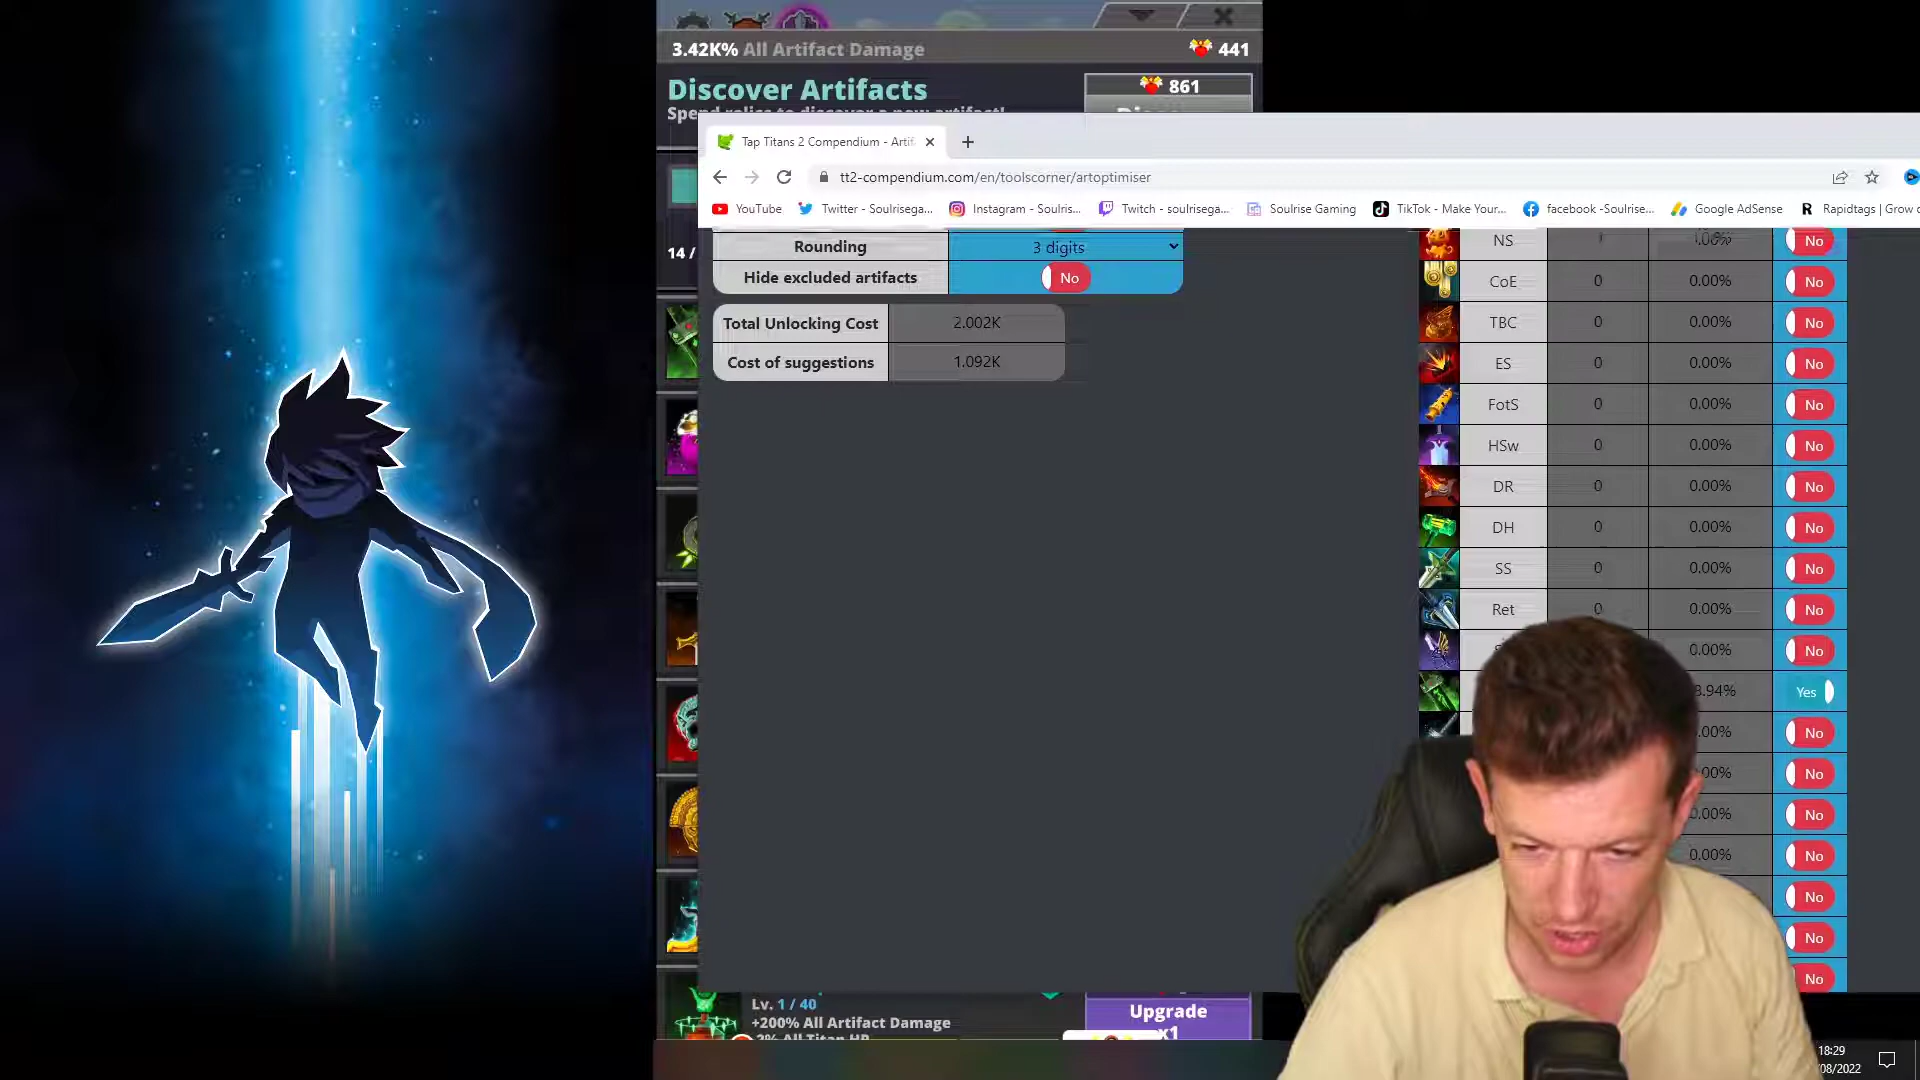 3.42K% All Artifact Damage
441
Discover Artifacts
861
Tap Titans 2 Compendium - Artif
tt2-compendium.com/en/toolscorner/artoptimiser
YouTube
Twitter - Soulrisega...
Instagram - Soulris...
Twitch - soulrisega...
Soulrise Gaming
TikTok - Make Your...
facebook -Soulrise...
Google AdSense
Rapidtags | Grow
14 /
Rounding 3 digits
Hide excluded artifacts No
Total Unlocking Cost 2.002K
Cost of suggestions 1.092K
NS No
CoE 0 0.00% No
TBC 0 0.00% No
ES 0 0.00% No
FotS 0 0.00% No
HSw 0 0.00% No
DR 0 0.00% No
DH 0 0.00% No
SS 0 0.00% No
Ret 0 0.00% No
0.00% No
Yes
No
No
0.00% No
0.00% No
No
No
No
Lv. 1 / 40
+200% All Artifact Damage
Upgrade
x1
18:29
08/2022